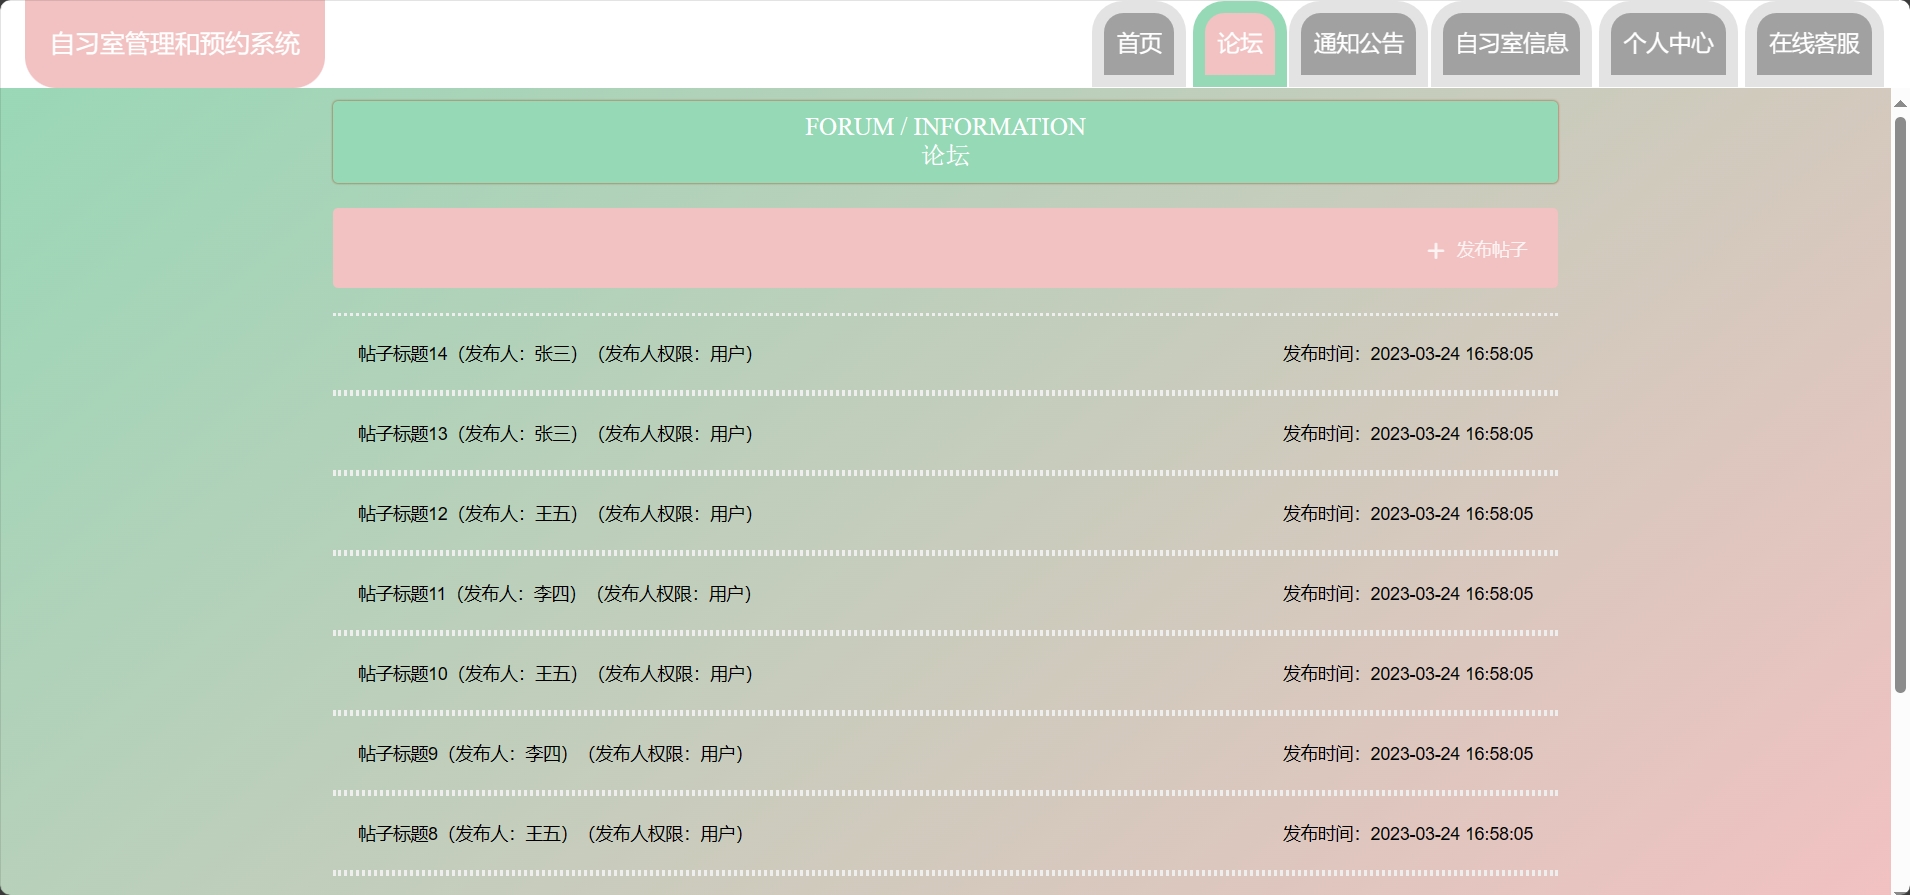 自习室管理和预约系统
首页 论坛 通知公告 自习室信息 个人中心 在线客服
FORUM / INFORMATION
论坛
+ 发布帖子
帖子标题14（发布人：张三）（发布人权限：用户） 发布时间：2023-03-24 16:58:05
帖子标题13（发布人：张三）（发布人权限：用户） 发布时间：2023-03-24 16:58:05
帖子标题12（发布人：王五）（发布人权限：用户） 发布时间：2023-03-24 16:58:05
帖子标题11（发布人：李四）（发布人权限：用户） 发布时间：2023-03-24 16:58:05
帖子标题10（发布人：王五）（发布人权限：用户） 发布时间：2023-03-24 16:58:05
帖子标题9（发布人：李四）（发布人权限：用户） 发布时间：2023-03-24 16:58:05
帖子标题8（发布人：王五）（发布人权限：用户） 发布时间：2023-03-24 16:58:05